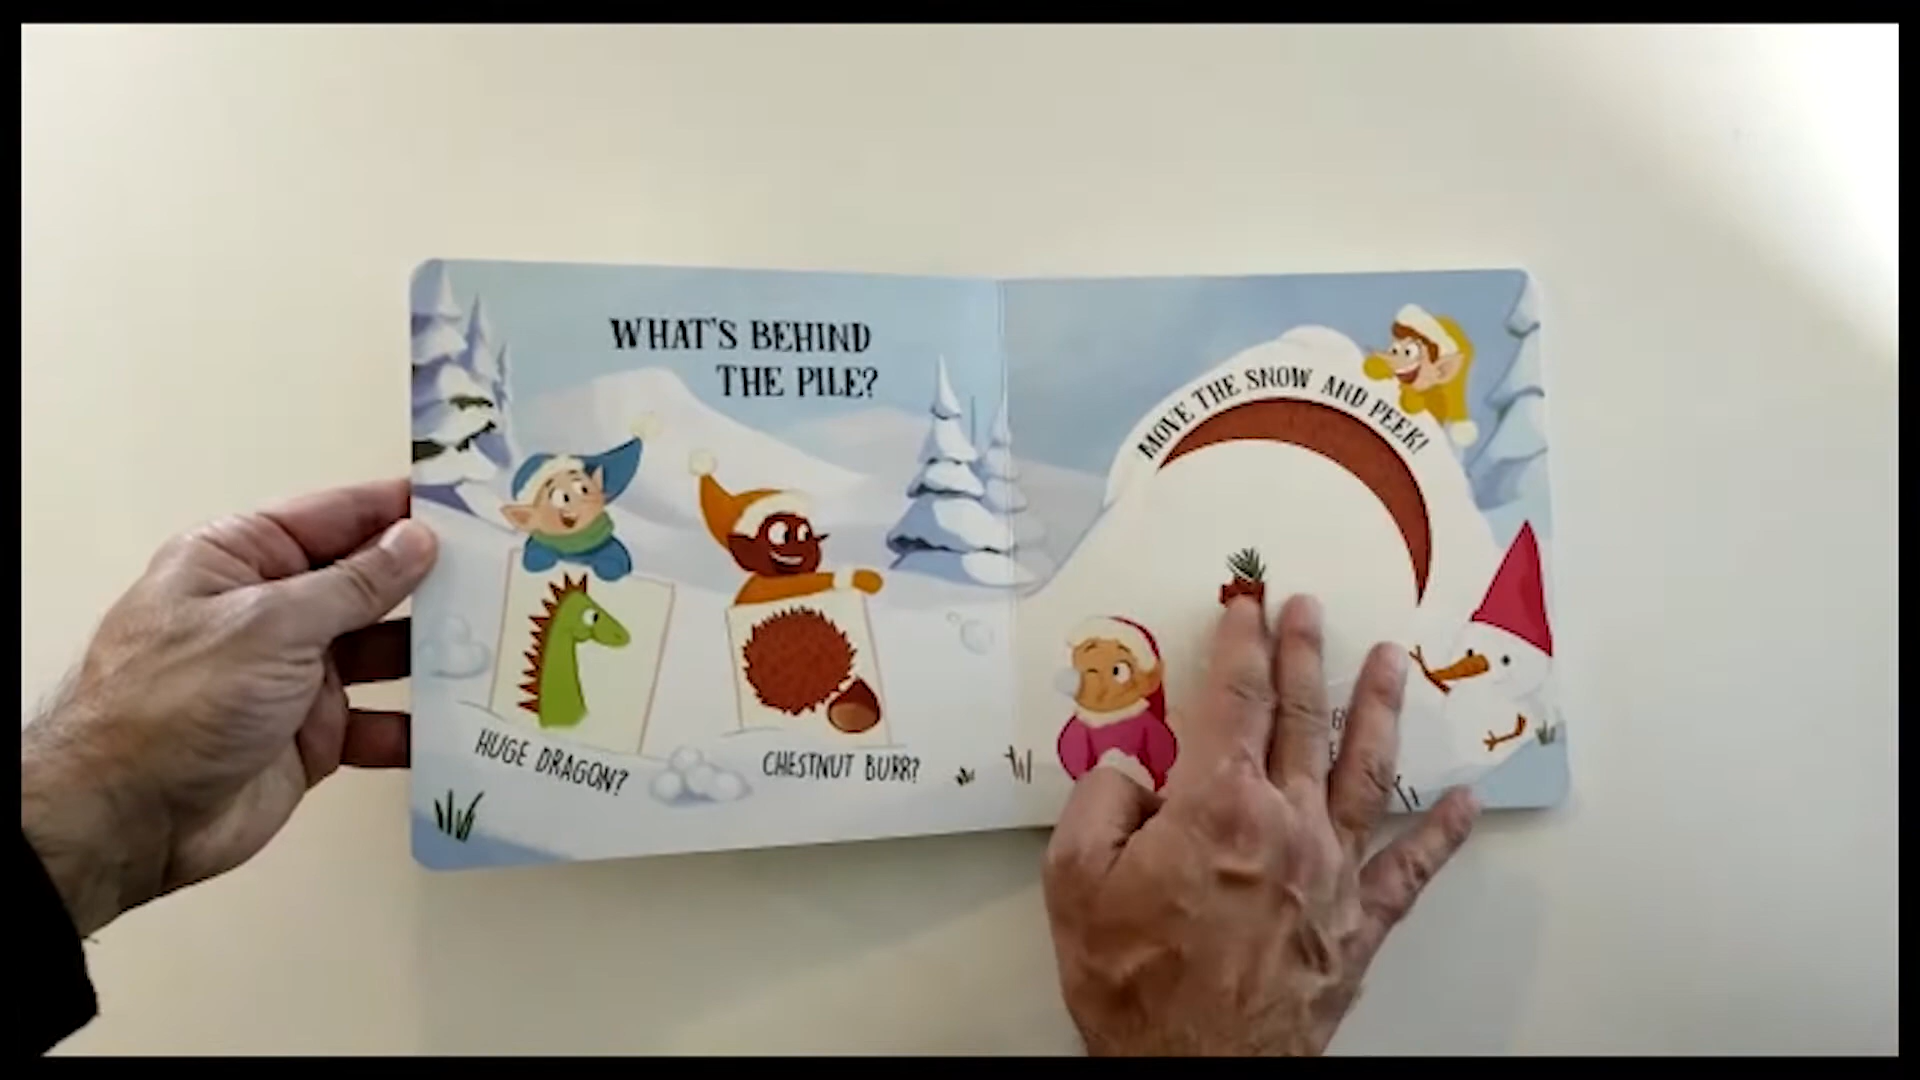 WHAT'S BEHIND
THE PILE?
HUGE DRAGON?
CHESTNUT BURR?
MOVE THE SNOW AND PEEK!